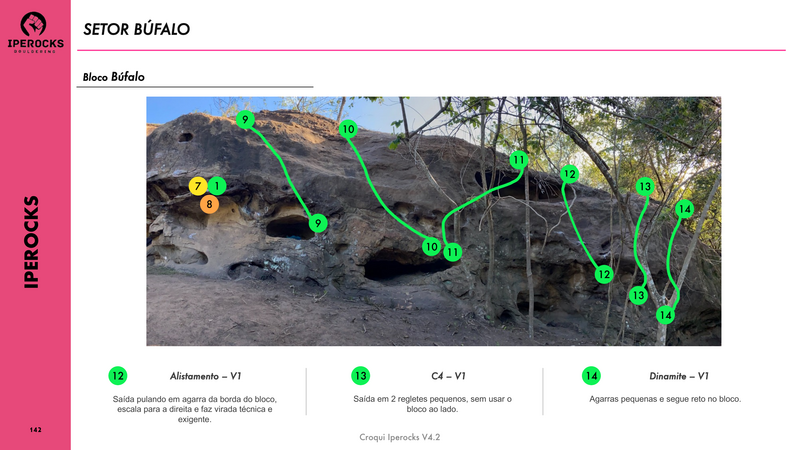 IPEROCKS
BOULDERING
SETOR BÚFALO
Bloco Búfalo
9
10
11
12
13
14
7 1
8
9
10 11
12
13
14
12 Alistamento – V1
Saída pulando em agarra da borda do bloco,
escala para a direita e faz virada técnica e
exigente.
13 C4 – V1
Saída em 2 regletes pequenos, sem usar o
bloco ao lado.
14 Dinamite – V1
Agarras pequenas e segue reto no bloco.
IPEROCKS
142
Croqui Iperocks V4.2